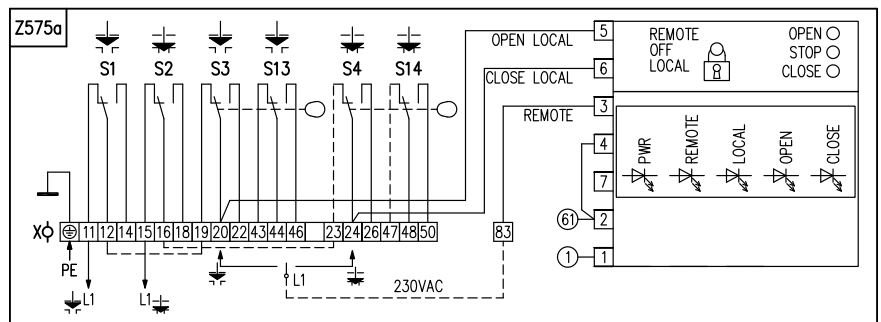 Z575a
S1 S2 S3 S13 S4 S14
OPEN LOCAL
CLOSE LOCAL
REMOTE
5
6
3
4
7
2
1
61
1
REMOTE
OFF
LOCAL
OPEN
STOP
CLOSE
PWR
REMOTE
LOCAL
OPEN
CLOSE
X 11 12 14 15 16 18 19 20 22 43 44 46 23 24 26 47 48 50 83
PE
L1
L1
L1
230VAC